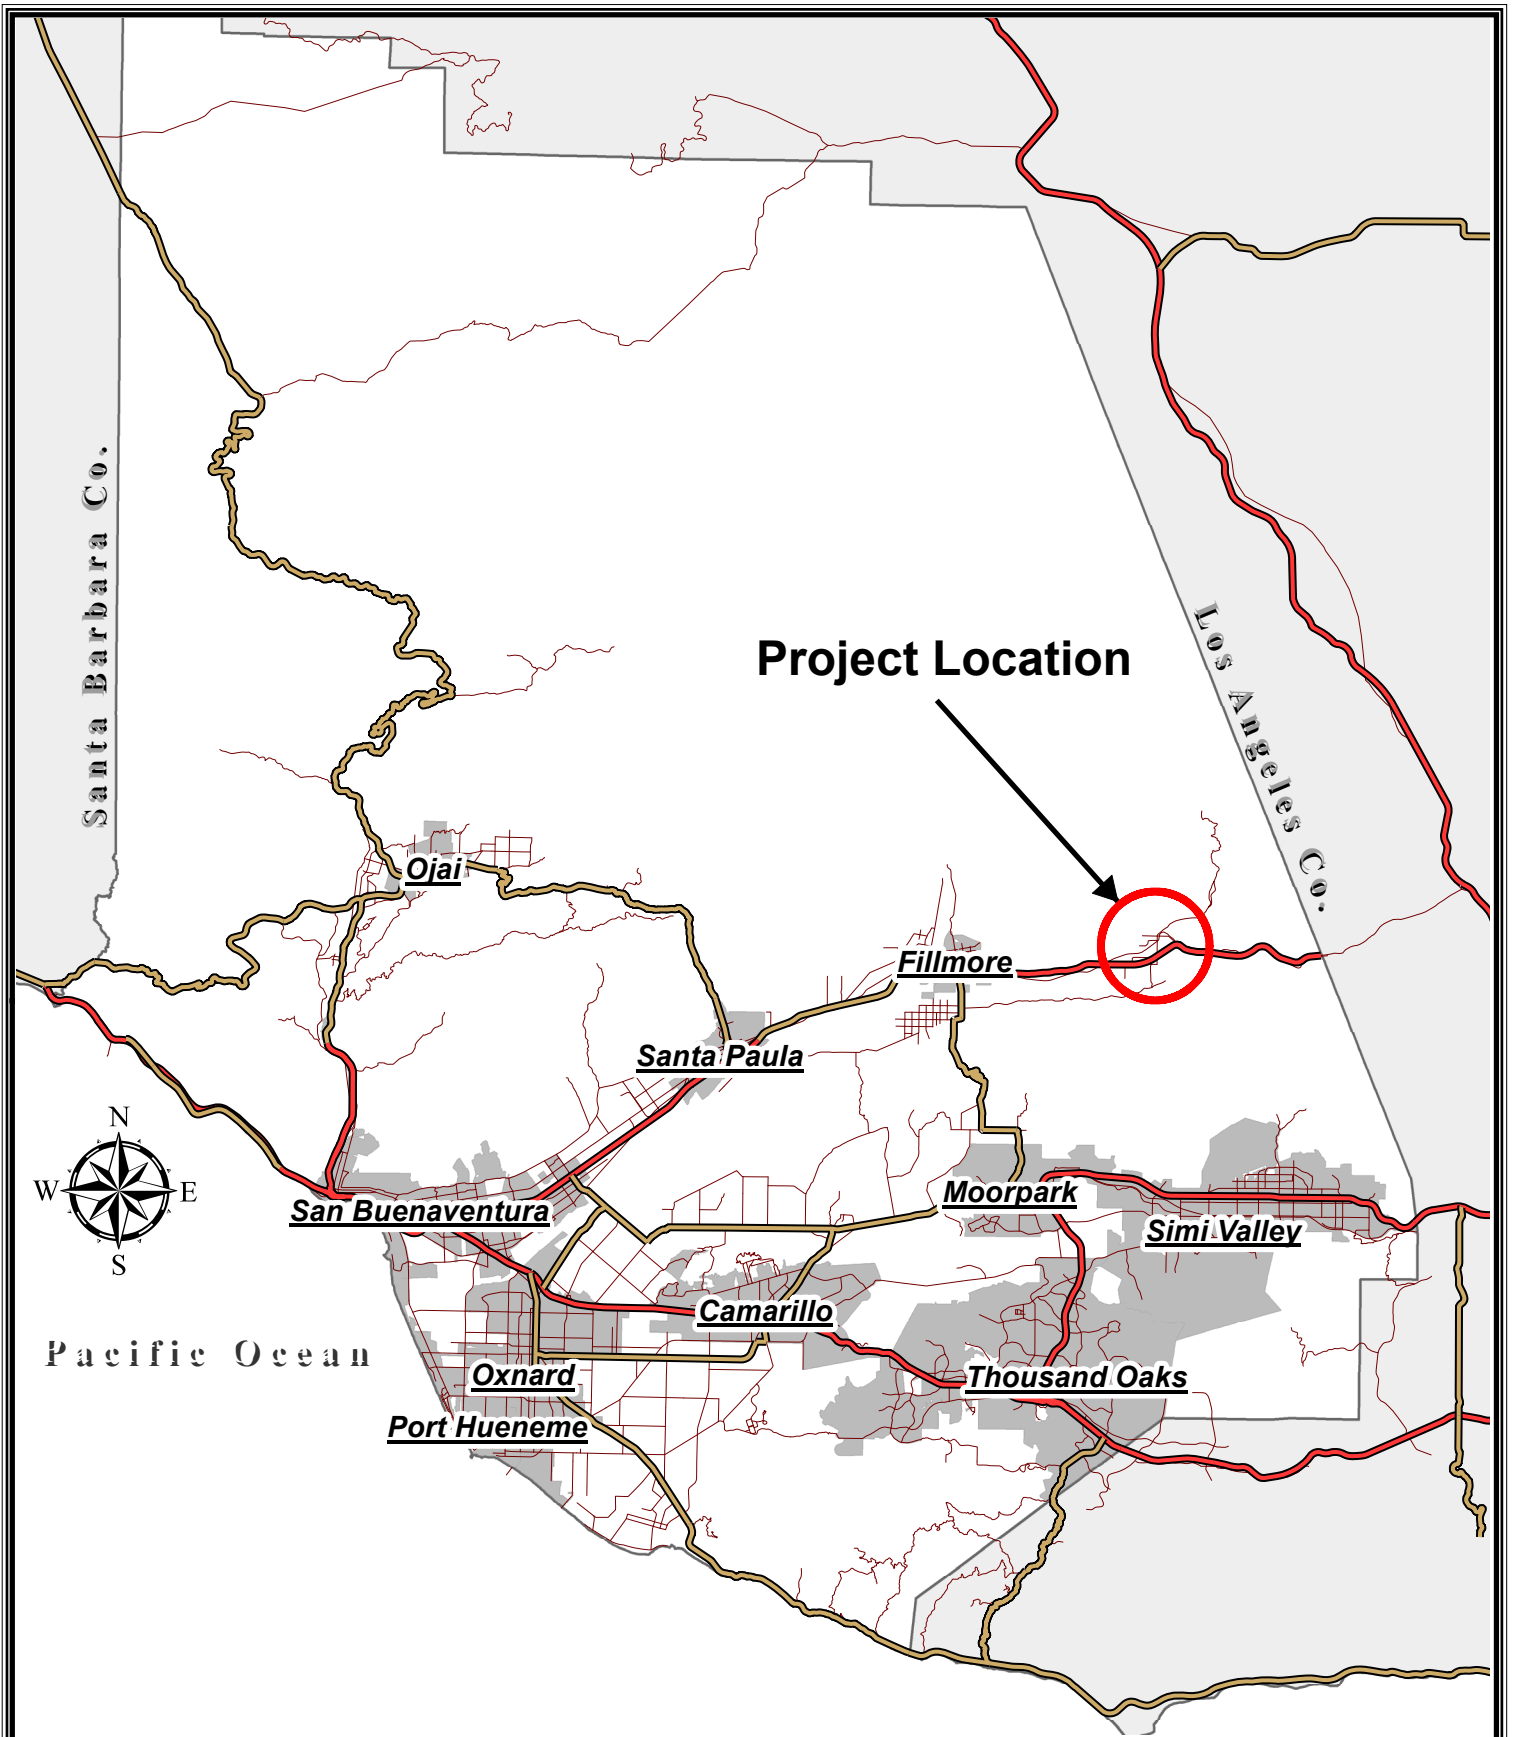 Santa Barbara Co.
Los Angeles Co.
Project Location
Ojai
Fillmore
Santa Paula
N
W E
S
San Buenaventura
Moorpark
Simi Valley
Camarillo
Pacific Ocean
Oxnard
Thousand Oaks
Port Hueneme